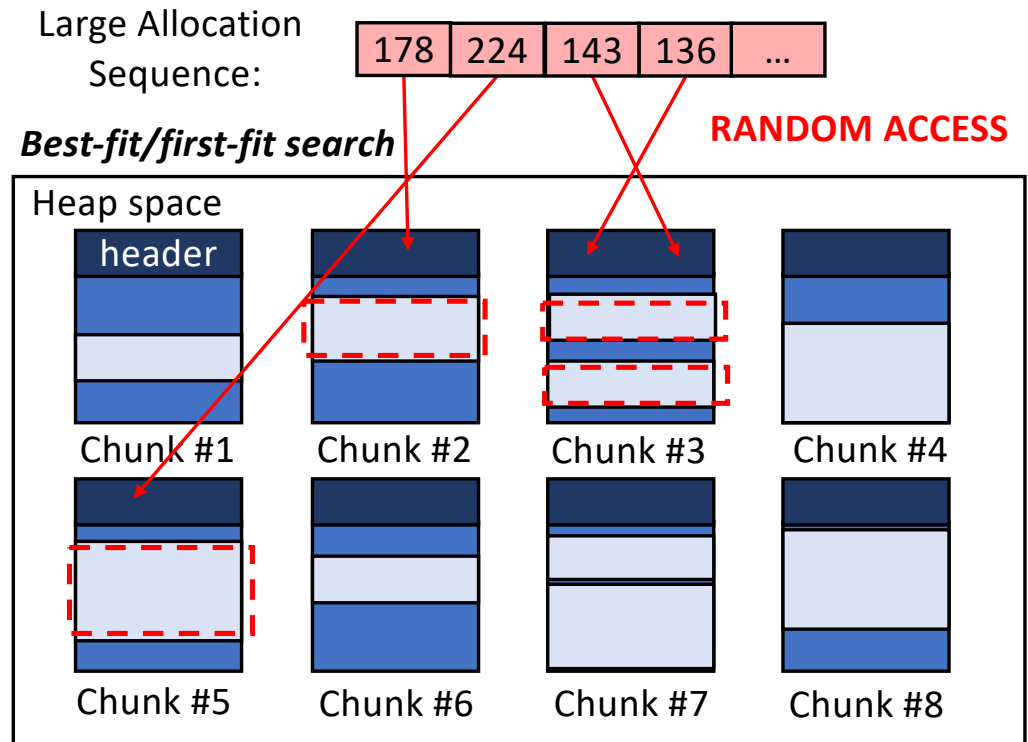 Large Allocation
Sequence:
178 224 143 136 ...
Best-fit/first-fit search
RANDOM ACCESS
Heap space
header
Chunk #1 Chunk #2 Chunk #3 Chunk #4
Chunk #5 Chunk #6 Chunk #7 Chunk #8